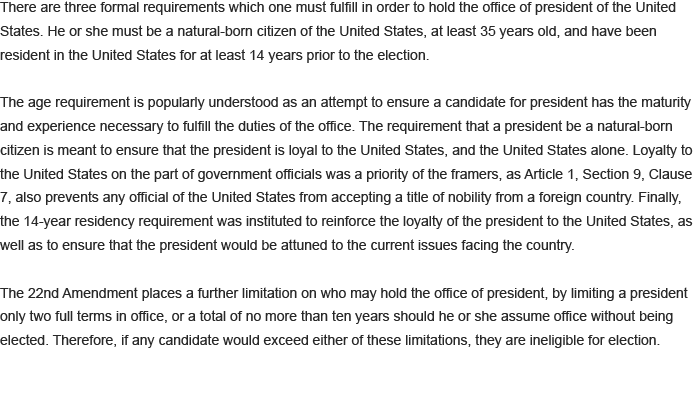 There are three formal requirements which one must fulfill in order to hold the office of president of the United
States. He or she must be a natural-born citizen of the United States, at least 35 years old, and have been
resident in the United States for at least 14 years prior to the election.
The age requirement is popularly understood as an attempt to ensure a candidate for president has the maturity
and experience necessary to fulfill the duties of the office. The requirement that a president be a natural-born
citizen is meant to ensure that the president is loyal to the United States, and the United States alone. Loyalty to
the United States on the part of government officials was a priority of the framers, as Article 1, Section 9, Clause
7, also prevents any official of the United States from accepting a title of nobility from a foreign country. Finally,
the 14-year residency requirement was instituted to reinforce the loyalty of the president to the United States, as
well as to ensure that the president would be attuned to the current issues facing the country.
The 22nd Amendment places a further limitation on who may hold the office of president, by limiting a president
only two full terms in office, or a total of no more than ten years should he or she assume office without being
elected. Therefore, if any candidate would exceed either of these limitations, they are ineligible for election.